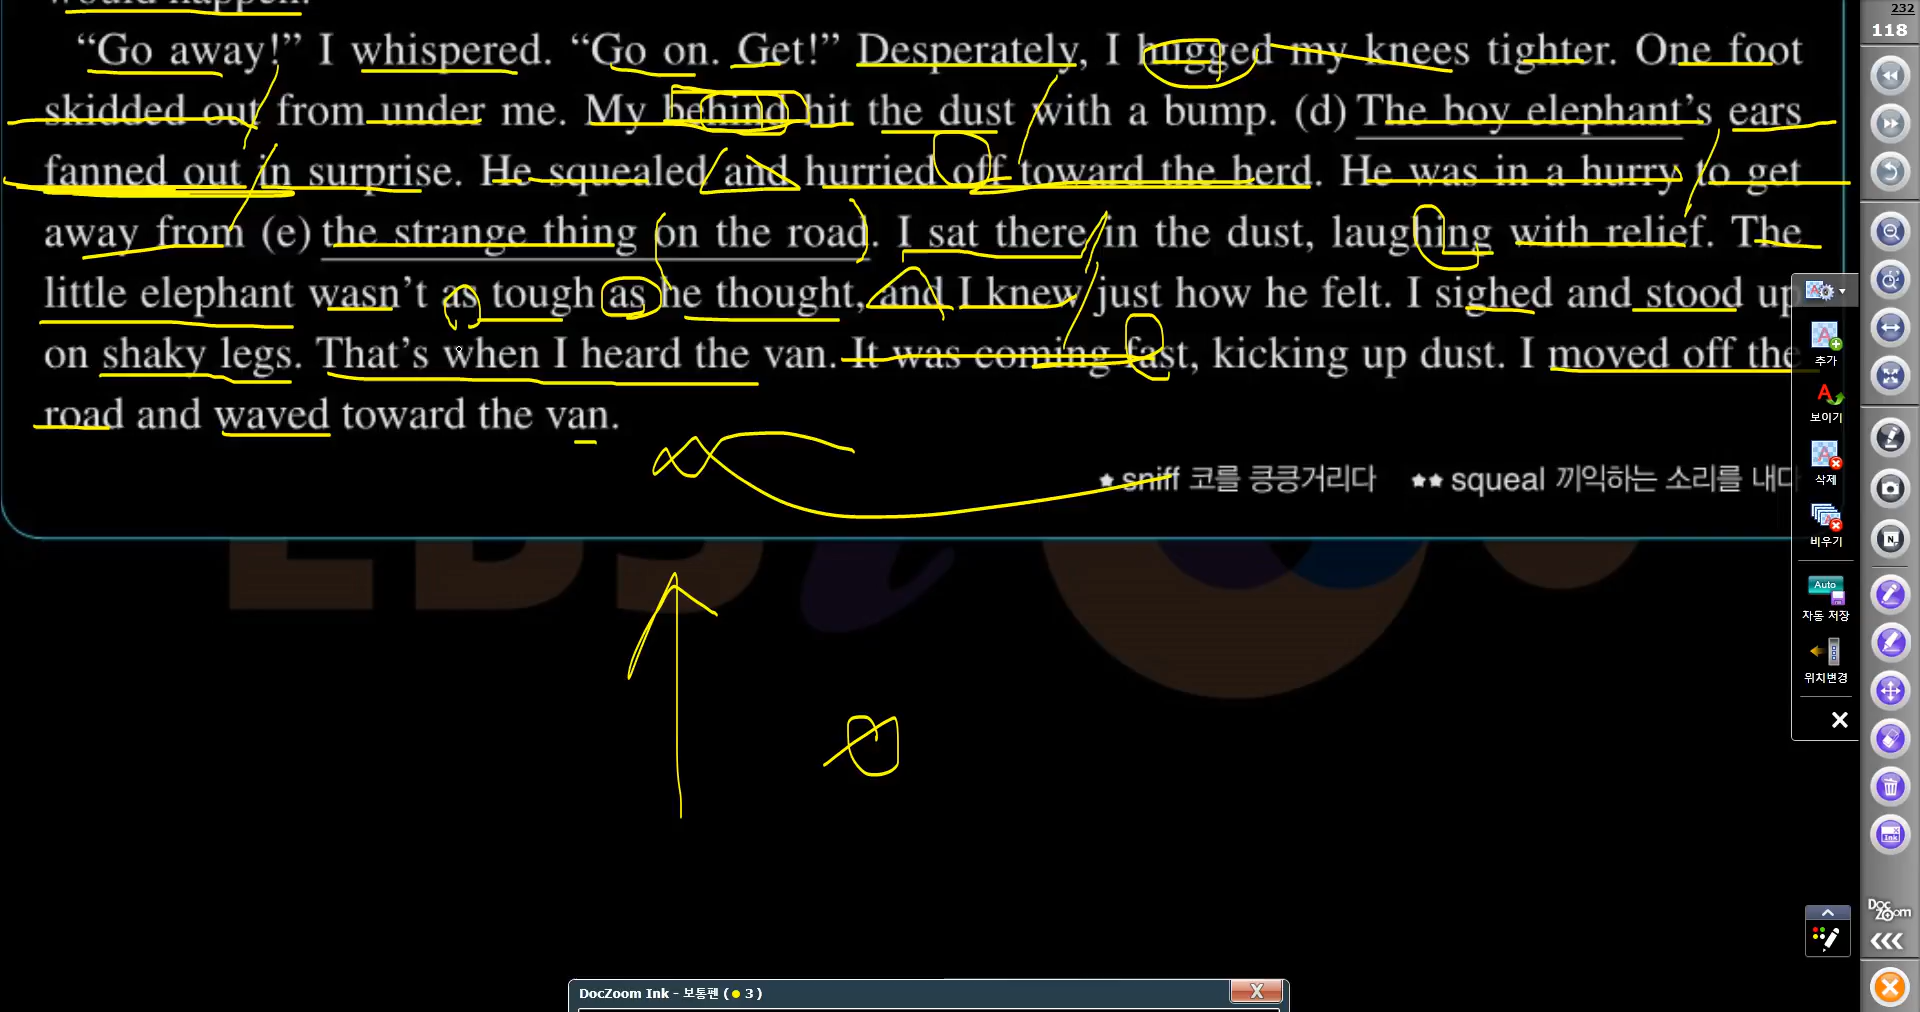 would happen.
232
118
“Go away!” I whispered. “Go on. Get!” Desperately, I hugged my knees tighter. One foot
skidded out from under me. My behind hit the dust with a bump. (d) The boy elephant’s ears
fanned out in surprise. He squealed and hurried off toward the herd. He was in a hurry to get
away from (e) the strange thing on the road. I sat there in the dust, laughing with relief. The
little elephant wasn’t as tough as he thought, and I knew just how he felt. I sighed and stood up
on shaky legs. That’s when I heard the van. It was coming fast, kicking up dust. I moved off the
road and waved toward the van.
★ sniff 코를 킁킁거리다 ★★ squeal 끼익하는 소리를 내다
EBSi
추가
보이기
삭제
비우기
Auto
자동 저장
위치변경
Doc Zoom
DocZoom Ink - 보통펜 ( 3 )